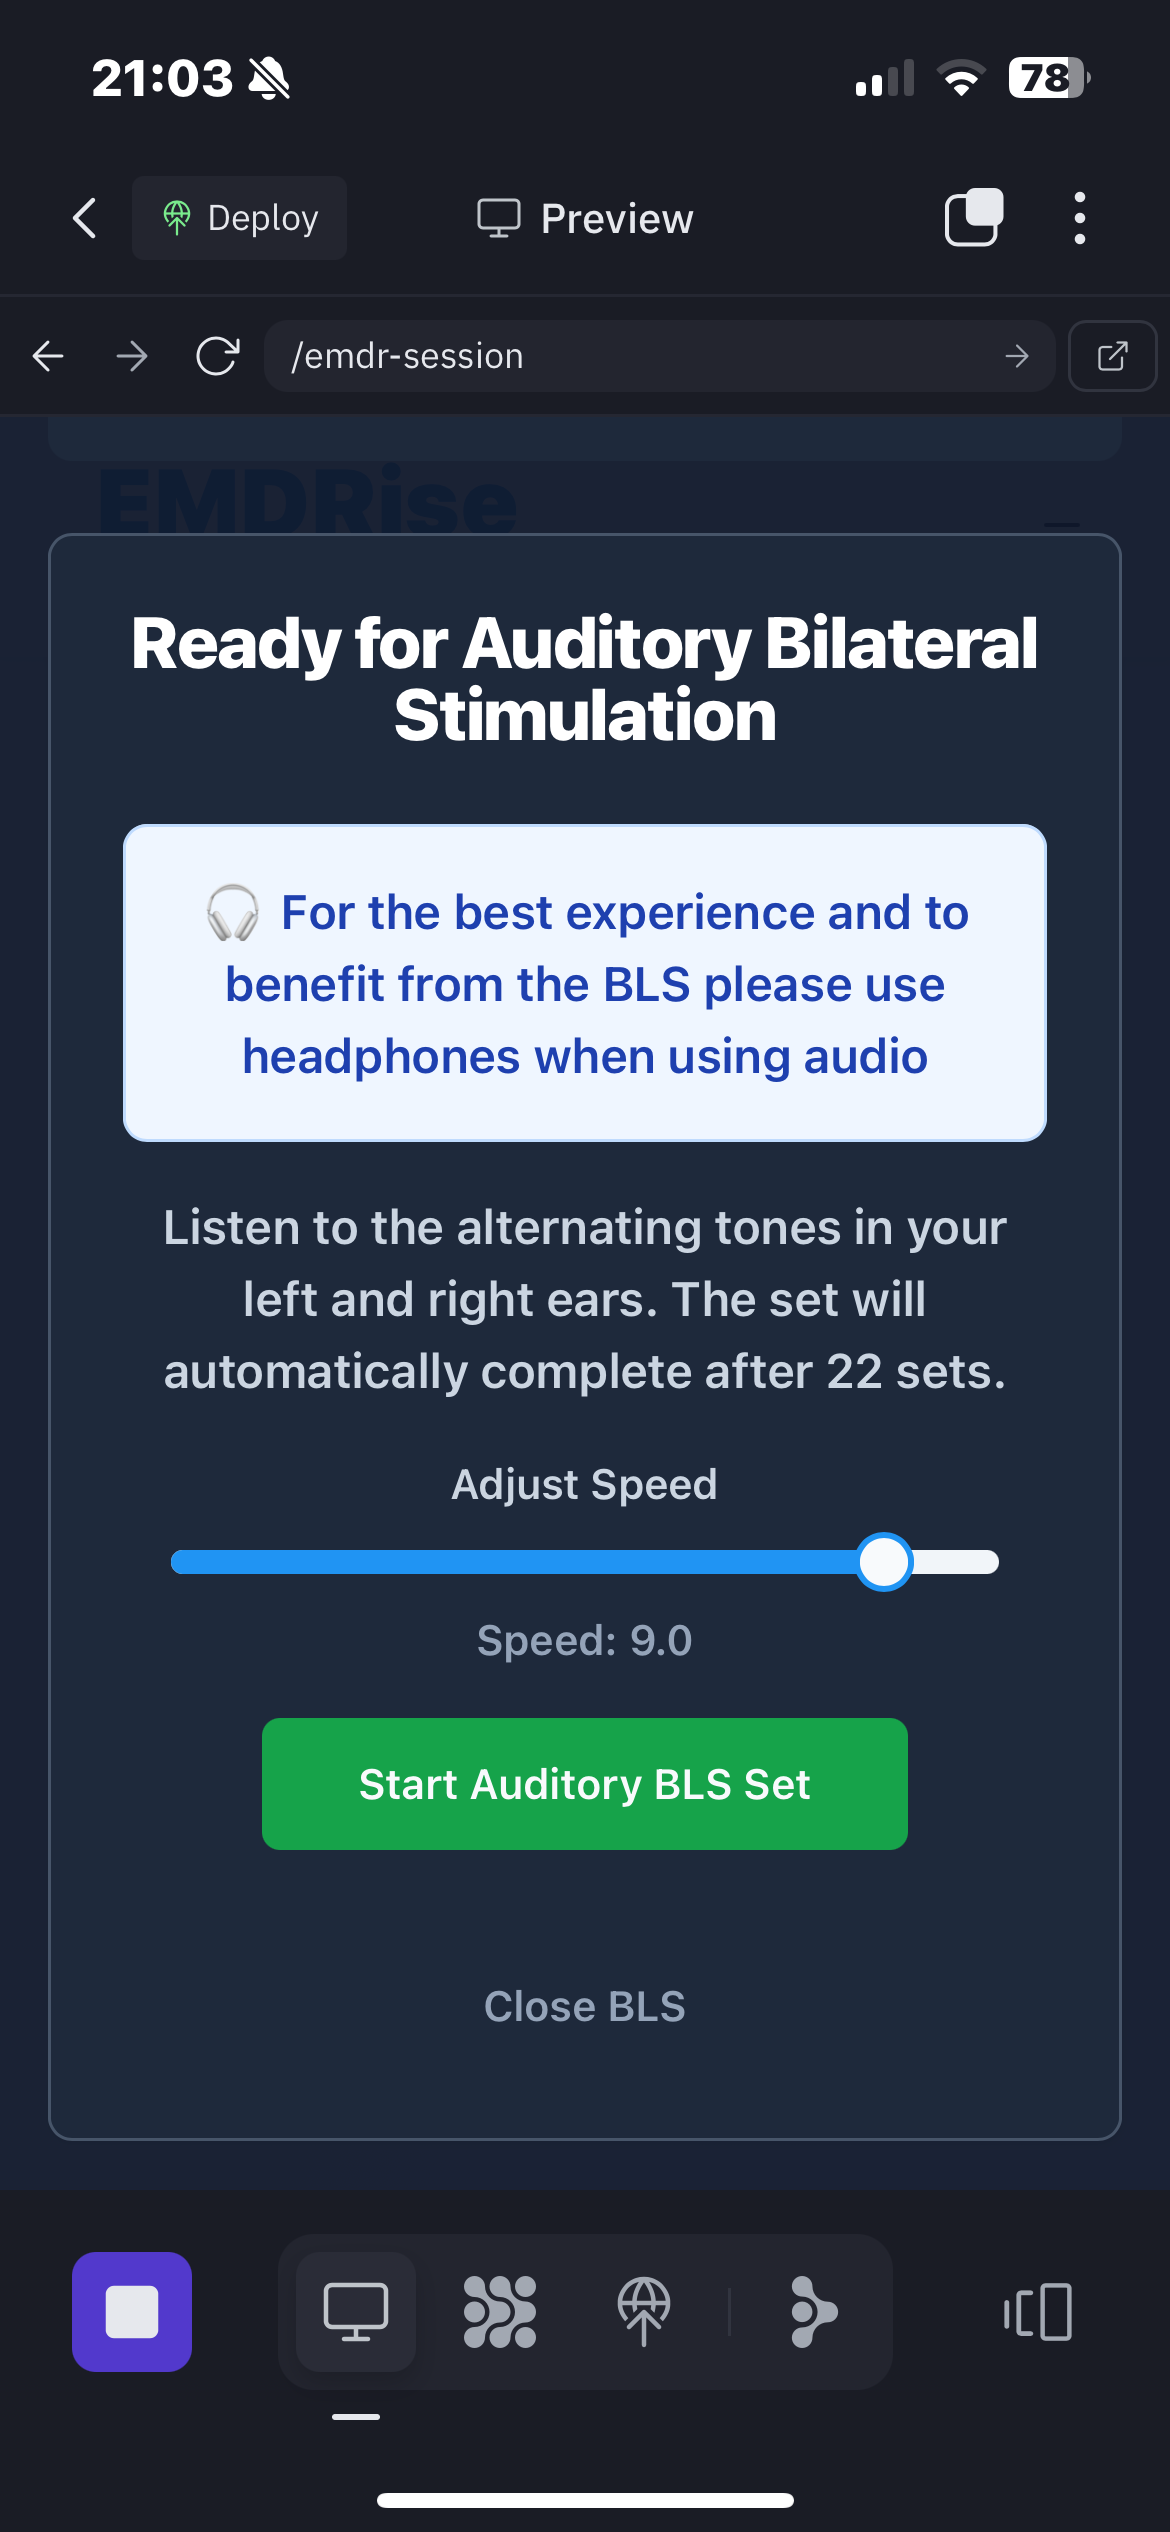 21:03
78
Deploy
Preview
/emdr-session
EMDRise
Ready for Auditory Bilateral
Stimulation
🎧 For the best experience and to
benefit from the BLS please use
headphones when using audio
Listen to the alternating tones in your
left and right ears. The set will
automatically complete after 22 sets.
Adjust Speed
Speed: 9.0
Start Auditory BLS Set
Close BLS